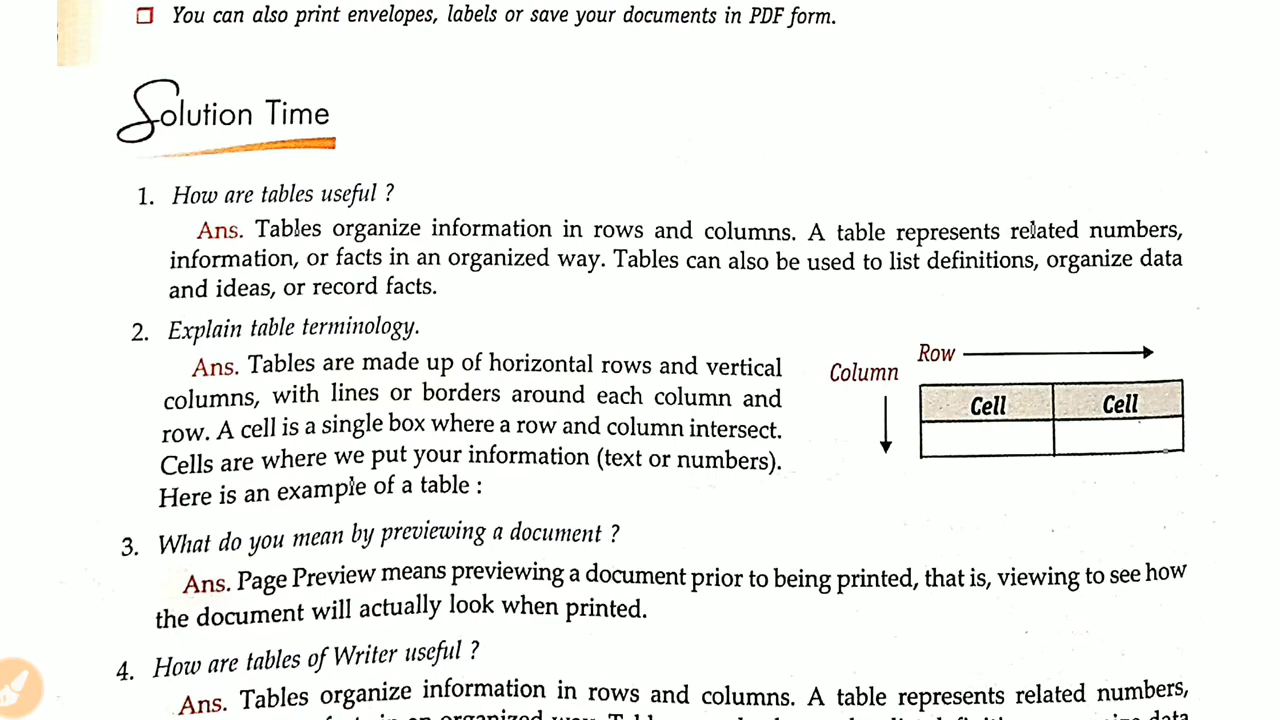 You can also print envelopes, labels or save your documents in PDF form.
Solution Time
1. How are tables useful ?
Ans. Tables organize information in rows and columns. A table represents related numbers,
information, or facts in an organized way. Tables can also be used to list definitions, organize data
and ideas, or record facts.
2. Explain table terminology.
Ans. Tables are made up of horizontal rows and vertical
columns, with lines or borders around each column and
row. A cell is a single box where a row and column intersect.
Cells are where we put your information (text or numbers).
Here is an example of a table :
Row
Column
Cell Cell
3. What do you mean by previewing a document ?
Ans. Page Preview means previewing a document prior to being printed, that is, viewing to see how
the document will actually look when printed.
4. How are tables of Writer useful ?
Ans. Tables organize information in rows and columns. A table represents related numbers,